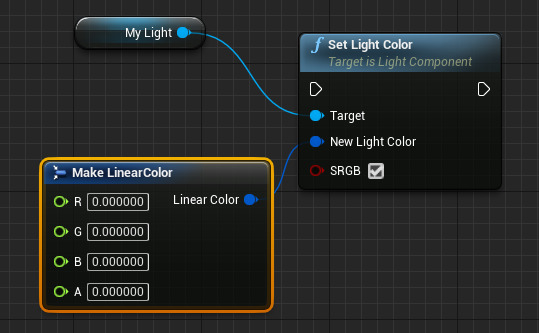 My Light
Set Light Color
Target is Light Component
Target
New Light Color
SRGB
Make LinearColor
R 0.000000 Linear Color
G 0.000000
B 0.000000
A 0.000000